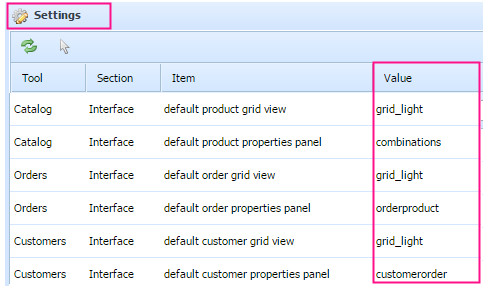 Settings
Tool Section Item Value
Catalog Interface default product grid view grid_light
Catalog Interface default product properties panel combinations
Orders Interface default order grid view grid_light
Orders Interface default order properties panel orderproduct
Customers Interface default customer grid view grid_light
Customers Interface default customer properties panel customerorder